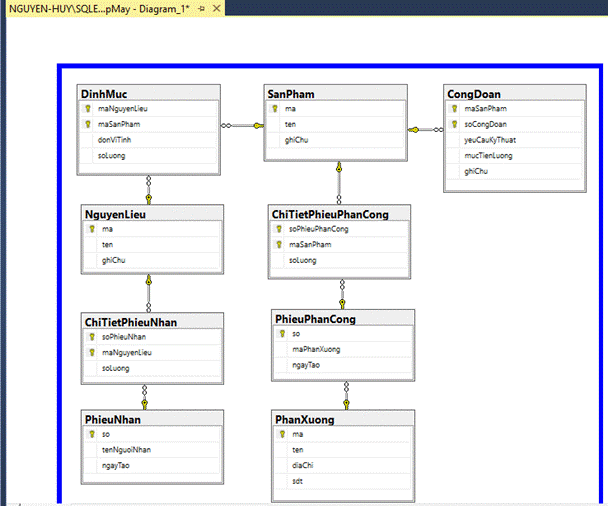 NGUYEN-HUY\SQLE...pMay - Diagram_1*
DinhMuc
maNguyenLieu
maSanPham
donViTinh
soLuong
SanPham
ma
ten
ghiChu
CongDoan
maSanPham
soCongDoan
yeuCauKyThuat
mucTienLuong
ghiChu
NguyenLieu
ma
ten
ghiChu
ChiTietPhieuPhanCong
soPhieuPhanCong
maSanPham
soLuong
ChiTietPhieuNhan
soPhieuNhan
maNguyenLieu
soLuong
PhieuPhanCong
so
maPhanXuong
ngayTao
PhieuNhan
so
tenNguoiNhan
ngayTao
PhanXuong
ma
ten
diaChi
sdt